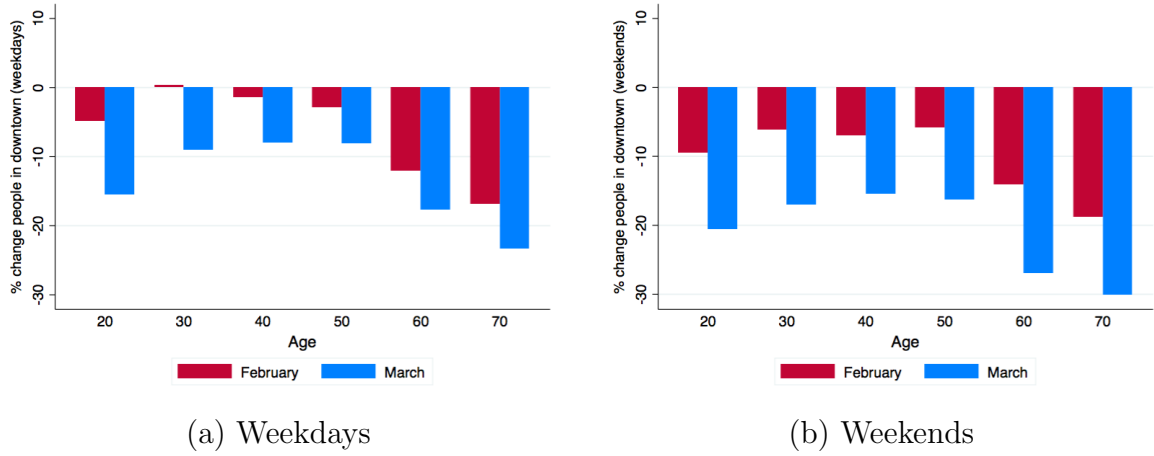 % change people in downtown (weekdays)
10
0
-10
-20
-30
20 30 40 50 60 70
Age
February March
(a) Weekdays
% change people in downtown (weekends)
10
0
-10
-20
-30
20 30 40 50 60 70
Age
February March
(b) Weekends